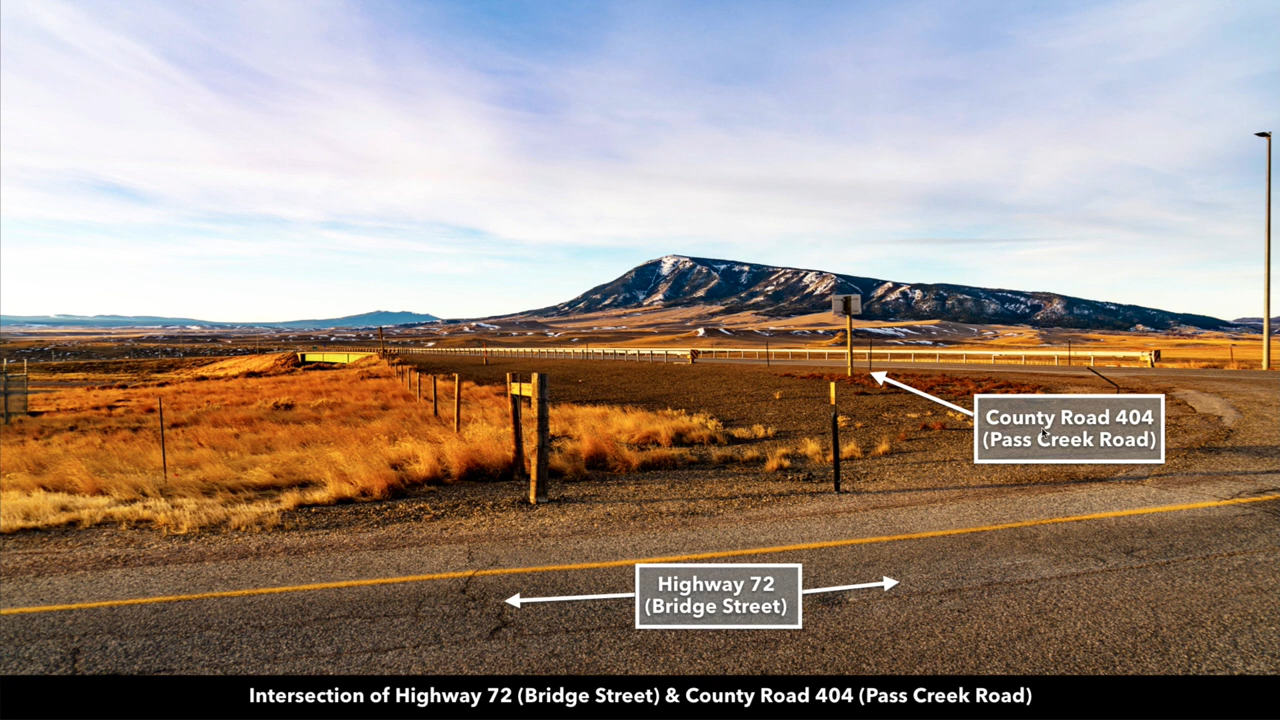 County Road 404
(Pass Creek Road)
Highway 72
(Bridge Street)
Intersection of Highway 72 (Bridge Street) & County Road 404 (Pass Creek Road)